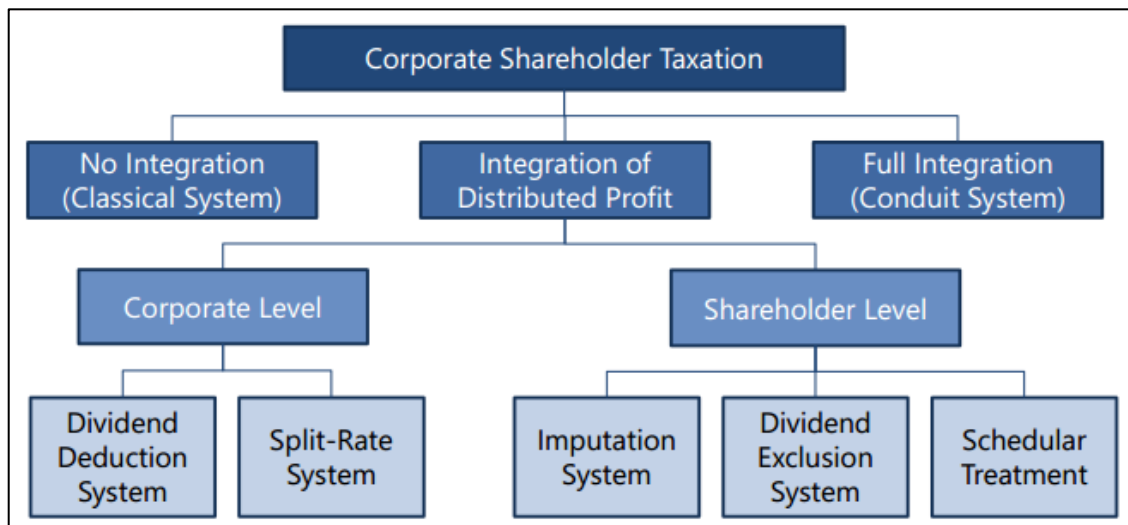 Corporate Shareholder Taxation
No Integration
(Classical System)
Integration of
Distributed Profit
Full Integration
(Conduit System)
Corporate Level
Shareholder Level
Dividend
Deduction
System
Split-Rate
System
Imputation
System
Dividend
Exclusion
System
Schedular
Treatment